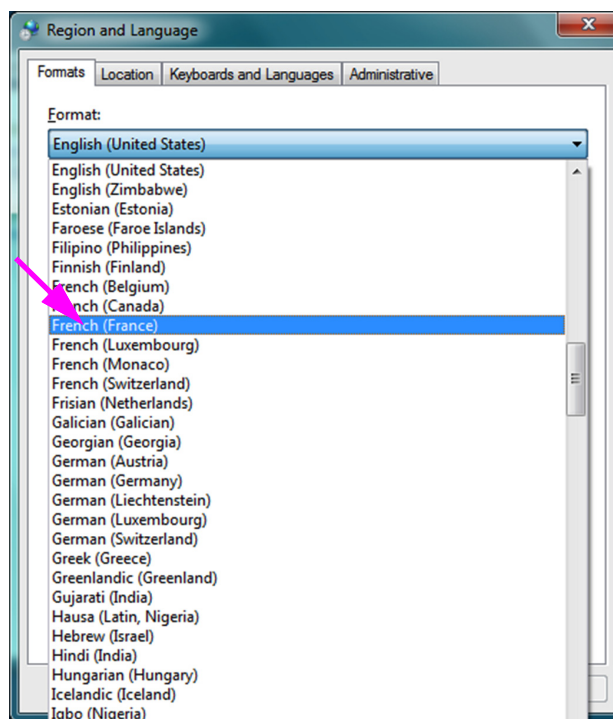 Region and Language
Formats Location Keyboards and Languages Administrative
Format:
English (United States)
English (United States)
English (Zimbabwe)
Estonian (Estonia)
Faroese (Faroe Islands)
Filipino (Philippines)
Finnish (Finland)
French (Belgium)
French (Canada)
French (France)
French (Luxembourg)
French (Monaco)
French (Switzerland)
Frisian (Netherlands)
Galician (Galician)
Georgian (Georgia)
German (Austria)
German (Germany)
German (Liechtenstein)
German (Luxembourg)
German (Switzerland)
Greek (Greece)
Greenlandic (Greenland)
Gujarati (India)
Hausa (Latin, Nigeria)
Hebrew (Israel)
Hindi (India)
Hungarian (Hungary)
Icelandic (Iceland)
Igbo (Nigeria)